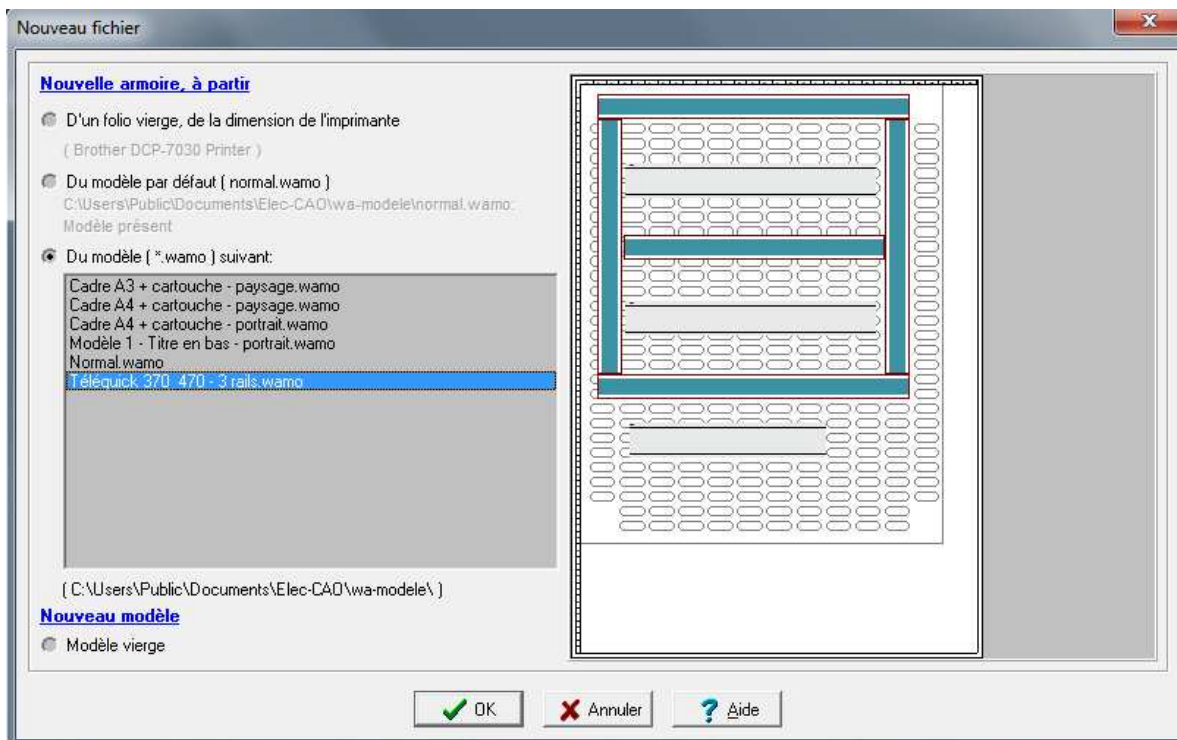 Nouveau fichier
Nouvelle armoire, à partir
D'un folio vierge, de la dimension de l'imprimante
( Brother DCP-7030 Printer )
Du modèle par défaut ( normal.wamo )
C:\Users\Public\Documents\Elec-CAO\wa-modele\normal.wamo:
Modèle présent
Du modèle ( *.wamo ) suivant:
Cadre A3 + cartouche - paysage.wamo
Cadre A4 + cartouche - paysage.wamo
Cadre A4 + cartouche - portrait.wamo
Modèle 1 - Titre en bas - portrait.wamo
Normal.wamo
Téléquick 370 470 - 3 rails.wamo
( C:\Users\Public\Documents\Elec-CAO\wa-modele\ )
Nouveau modèle
Modèle vierge
OK
Annuler
Aide